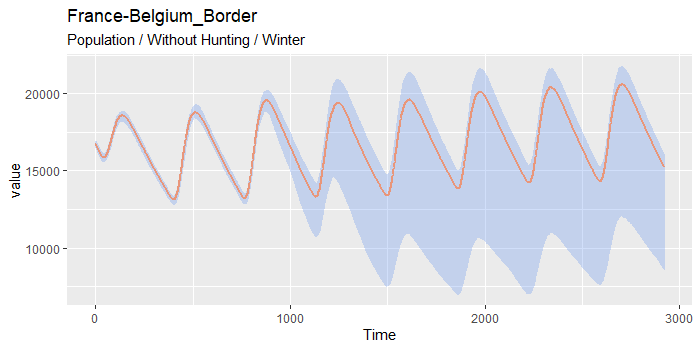 France-Belgium_Border
Population / Without Hunting / Winter
20000
15000
10000
value
0
1000
2000
3000
Time